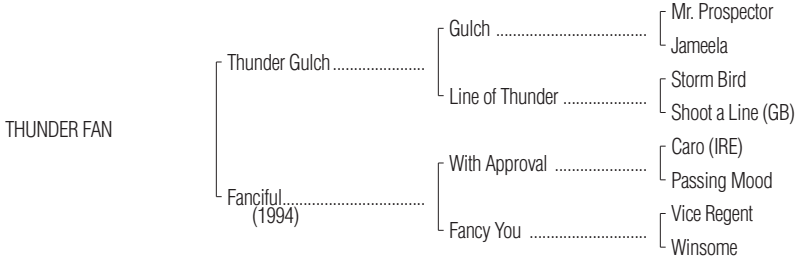 Mr. Prospector
Gulch ....................................
Jameela
Thunder Gulch......................
Storm Bird
Line of Thunder ....................
Shoot a Line (GB)
THUNDER FAN
Caro (IRE)
With Approval ......................
Passing Mood
Fanciful..................................
(1994)
Vice Regent
Fancy You ............................
Winsome